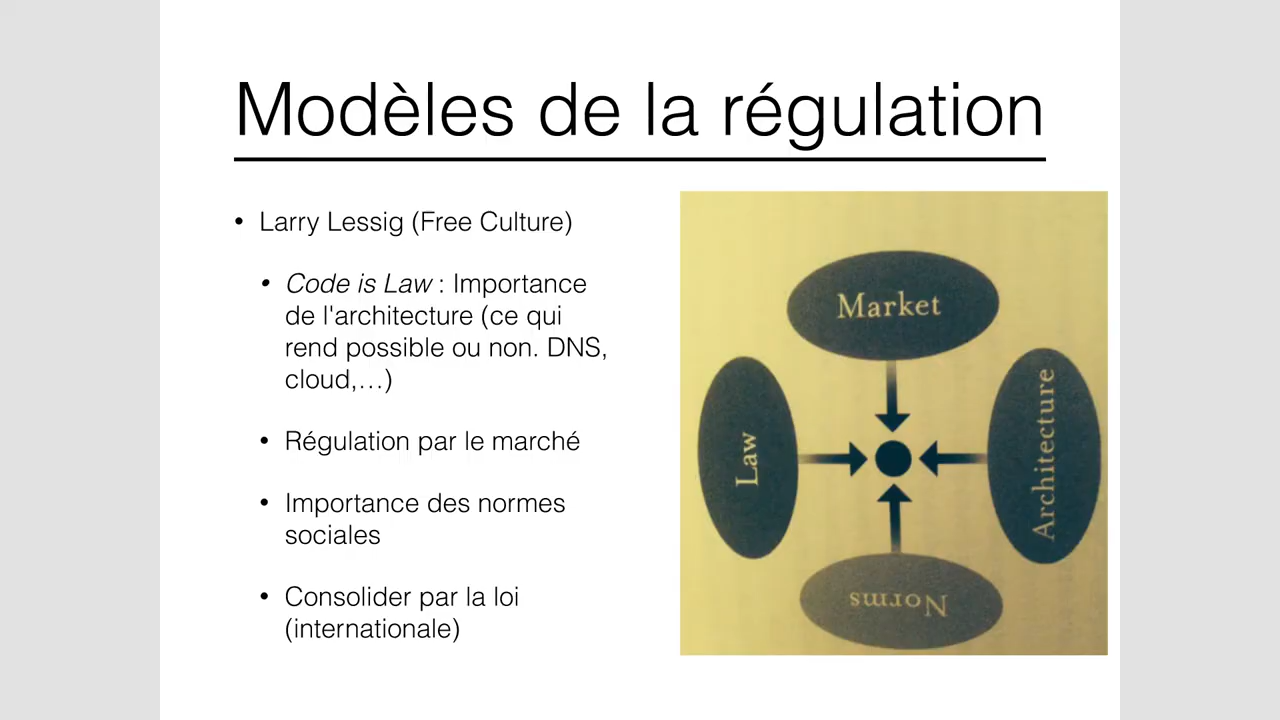 Modèles de la régulation
• Larry Lessig (Free Culture)
• Code is Law : Importance
de l'architecture (ce qui
rend possible ou non. DNS,
cloud,…)
• Régulation par le marché
• Importance des normes
sociales
• Consolider par la loi
(internationale)
Market
Law
Architecture
Norms